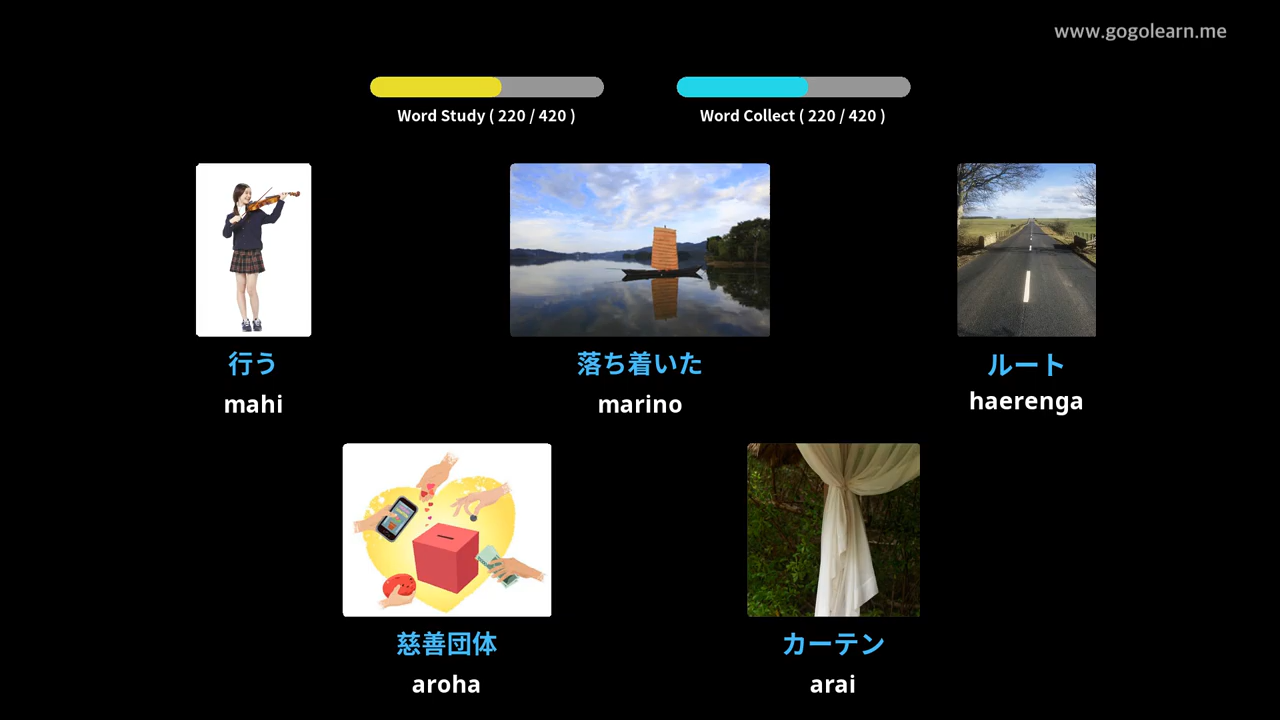 www.gogolearn.me
Word Study ( 220 / 420 )
Word Collect ( 220 / 420 )
行う
mahi
落ち着いた
marino
ルート
haerenga
慈善団体
aroha
カーテン
arai